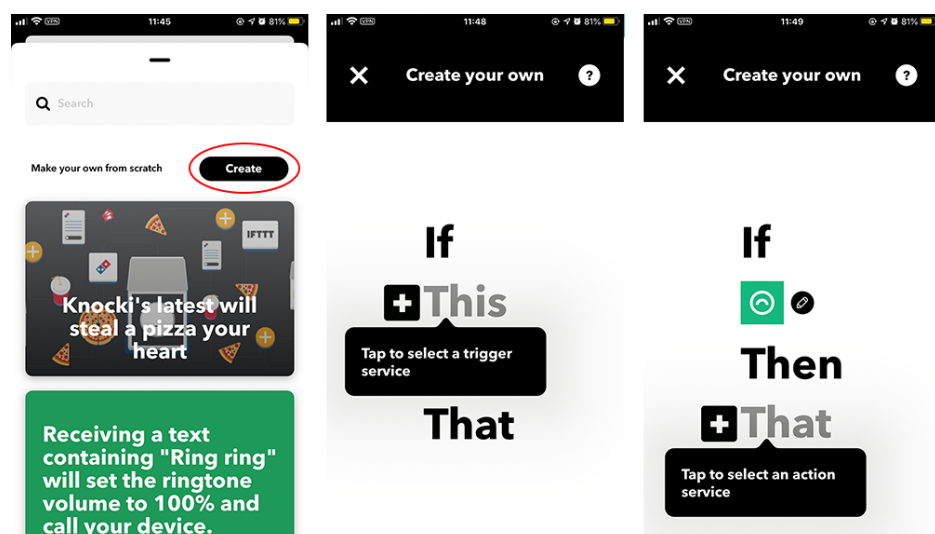 VPN 11:45 81%
Search
Make your own from scratch Create
IFTTT
Knocki's latest will
steal a pizza your
heart
Receiving a text
containing "Ring ring"
will set the ringtone
volume to 100% and
call your device.
VPN 11:48 81%
Create your own ?
If
This
Tap to select a trigger
service
That
VPN 11:49 81%
Create your own ?
If
Then
That
Tap to select an action
service